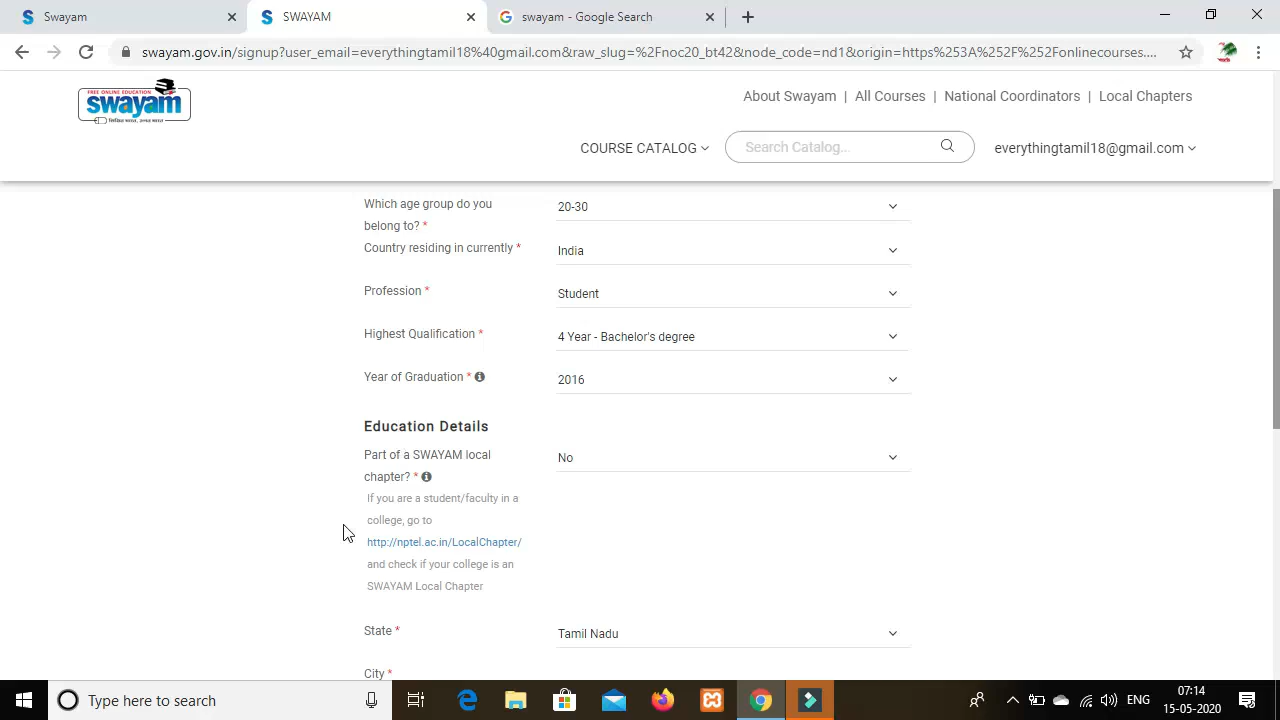 Swayam
SWAYAM
swayam - Google Search
swayam.gov.in/signup?user_email=everythingtamil18%40gmail.com&raw_slug=%2Fnoc20_bt42&node_code=nd1&origin=https%253A%252F%252Fonlinecourses....
FREE ONLINE EDUCATION
swayam
About Swayam | All Courses | National Coordinators | Local Chapters
COURSE CATALOG
Search Catalog...
everythingtamil18@gmail.com
Which age group do you
belong to? *
20-30
Country residing in currently *
India
Profession *
Student
Highest Qualification *
4 Year - Bachelor's degree
Year of Graduation *
2016
Education Details
Part of a SWAYAM local
chapter? *
No
If you are a student/faculty in a
college, go to
http://nptel.ac.in/LocalChapter/
and check if your college is an
SWAYAM Local Chapter
State *
Tamil Nadu
City *
Type here to search
ENG
07:14
15-05-2020